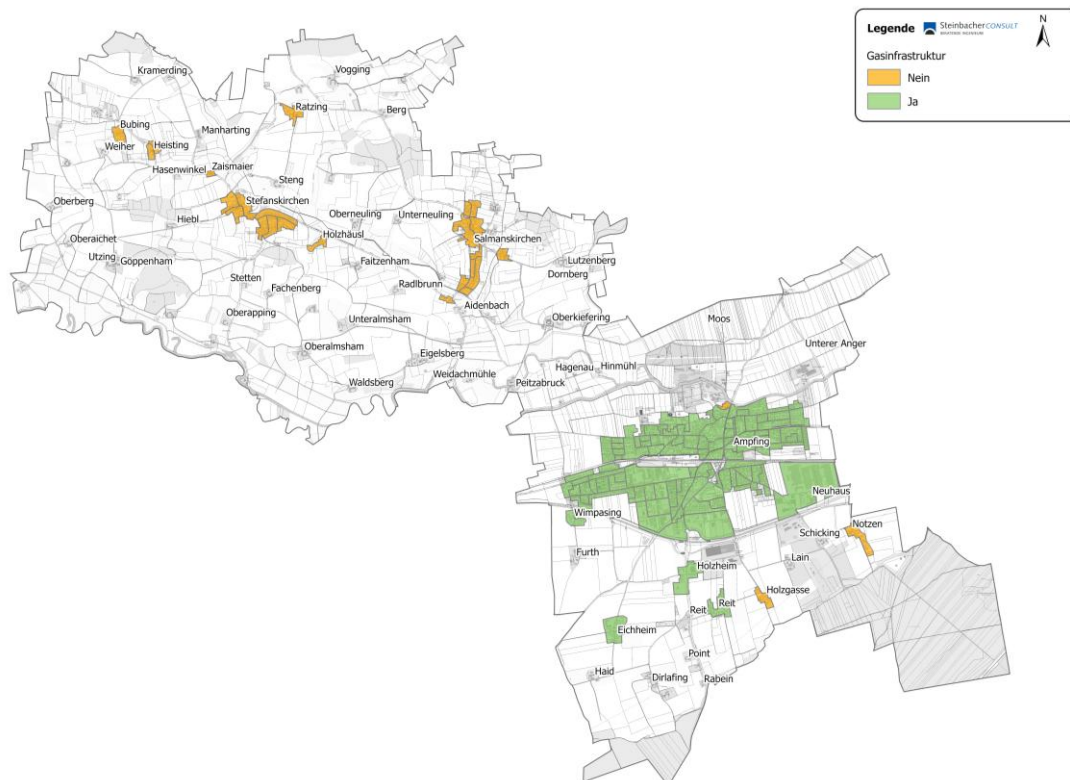 Legende
SteinbacherCONSULT
BERATENDE INGENIEURE
N
Gasinfrastruktur
Nein
Ja
Kramerding
Vogging
Ratzing
Berg
Bubing
Manharting
Weiher
Heisting
Hasenwinkel
Zaismaier
Steng
Stefanskirchen
Oberberg
Hiebl
Oberneuling
Unterneuling
Salmanskirchen
Oberaichet
Holzhäusl
Utzing
Göppenham
Faitzenham
Lutzenberg
Dornberg
Stetten
Fachenberg
Radlbrunn
Aidenbach
Oberapping
Unteralmsham
Oberkiefering
Moos
Oberalmsham
Eigelsberg
Unterer Anger
Hagenau
Hinmühl
Waldsberg
Weidachmühle
Peitzabruck
Ampfing
Neuhaus
Wimpasing
Notzen
Schicking
Furth
Lain
Holzheim
Holzgasse
Reit
Reit
Eichheim
Point
Haid
Dirlafing
Rabein